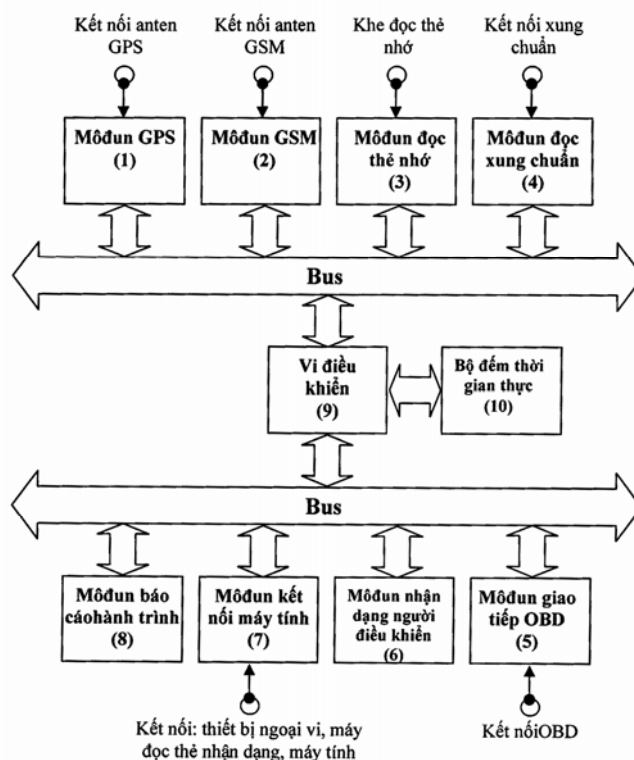 Kết nối anten
GPS
Kết nối anten
GSM
Khe đọc thẻ
nhớ
Kết nối xung
chuẩn
Môđun GPS
(1)
Môđun GSM
(2)
Môđun đọc
thẻ nhớ
(3)
Môđun đọc
xung chuẩn
(4)
Bus
Vi điều
khiển
(9)
Bộ đếm thời
gian thực
(10)
Bus
Môđun báo
cáohành trình
(8)
Môđun kết
nối máy tính
(7)
Môđun nhận
dạng người
điều khiển
(6)
Môđun giao
tiếp OBD
(5)
Kết nối: thiết bị ngoại vi, máy
đọc thẻ nhận dạng, máy tính
Kết nốiOBD